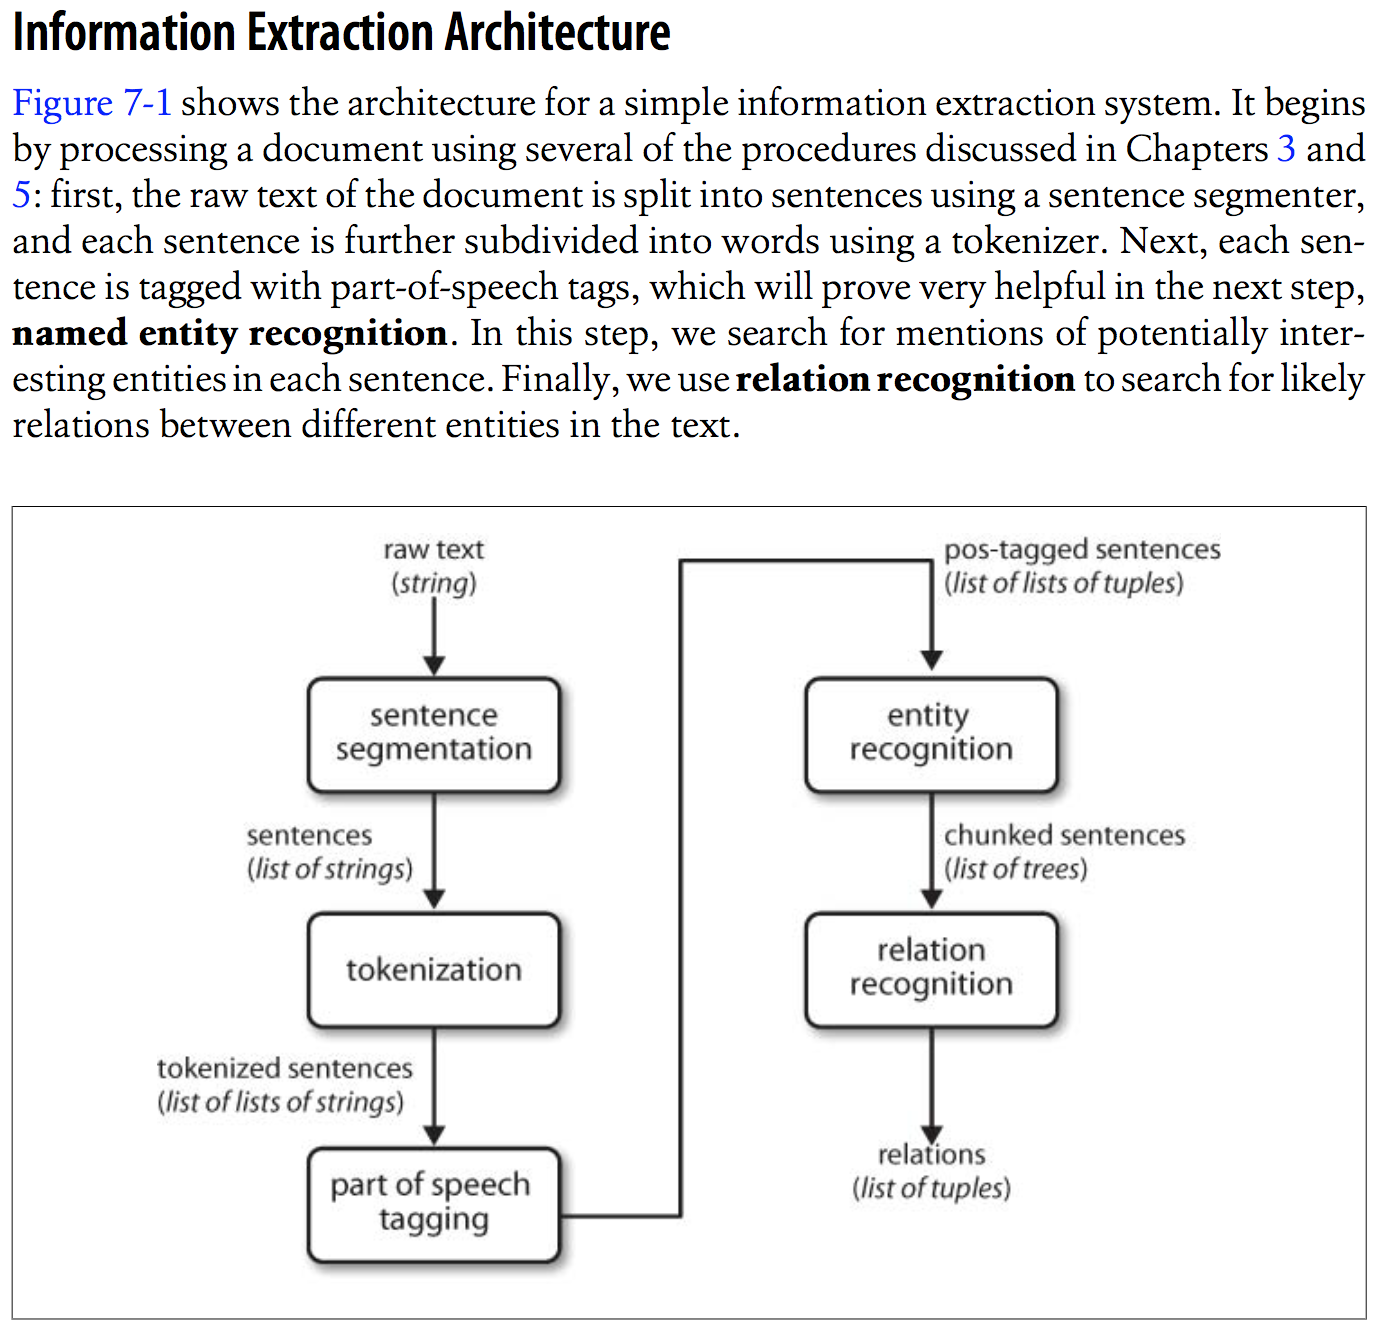 Information Extraction Architecture
Figure 7-1 shows the architecture for a simple information extraction system. It begins
by processing a document using several of the procedures discussed in Chapters 3 and
5: first, the raw text of the document is split into sentences using a sentence segmenter,
and each sentence is further subdivided into words using a tokenizer. Next, each sen-
tence is tagged with part-of-speech tags, which will prove very helpful in the next step,
named entity recognition. In this step, we search for mentions of potentially inter-
esting entities in each sentence. Finally, we use relation recognition to search for likely
relations between different entities in the text.
raw text
(string)
sentence
segmentation
sentences
(list of strings)
tokenization
tokenized sentences
(list of lists of strings)
part of speech
tagging
pos-tagged sentences
(list of lists of tuples)
entity
recognition
chunked sentences
(list of trees)
relation
recognition
relations
(list of tuples)